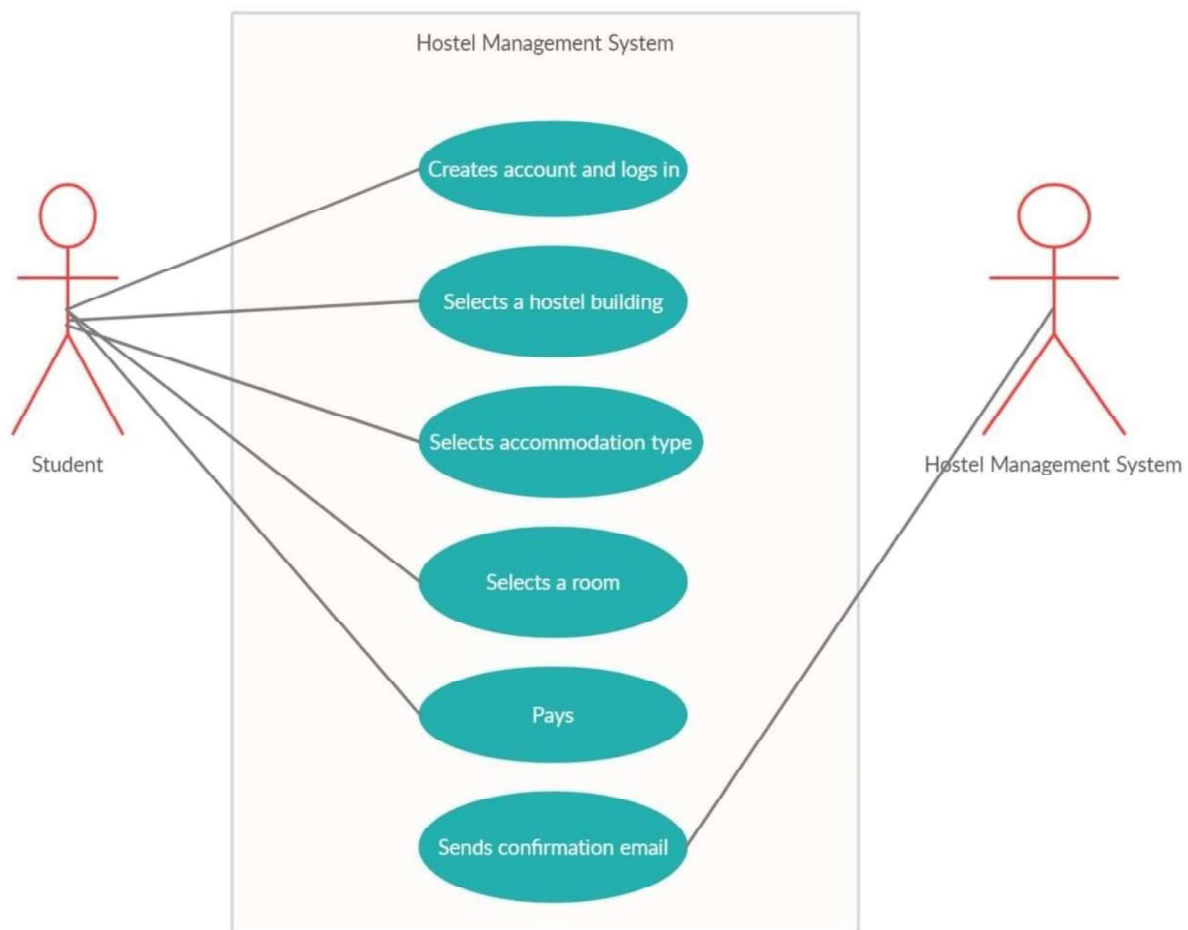 Hostel Management System
Creates account and logs in
Selects a hostel building
Selects accommodation type
Student
Hostel Management System
Selects a room
Pays
Sends confirmation email